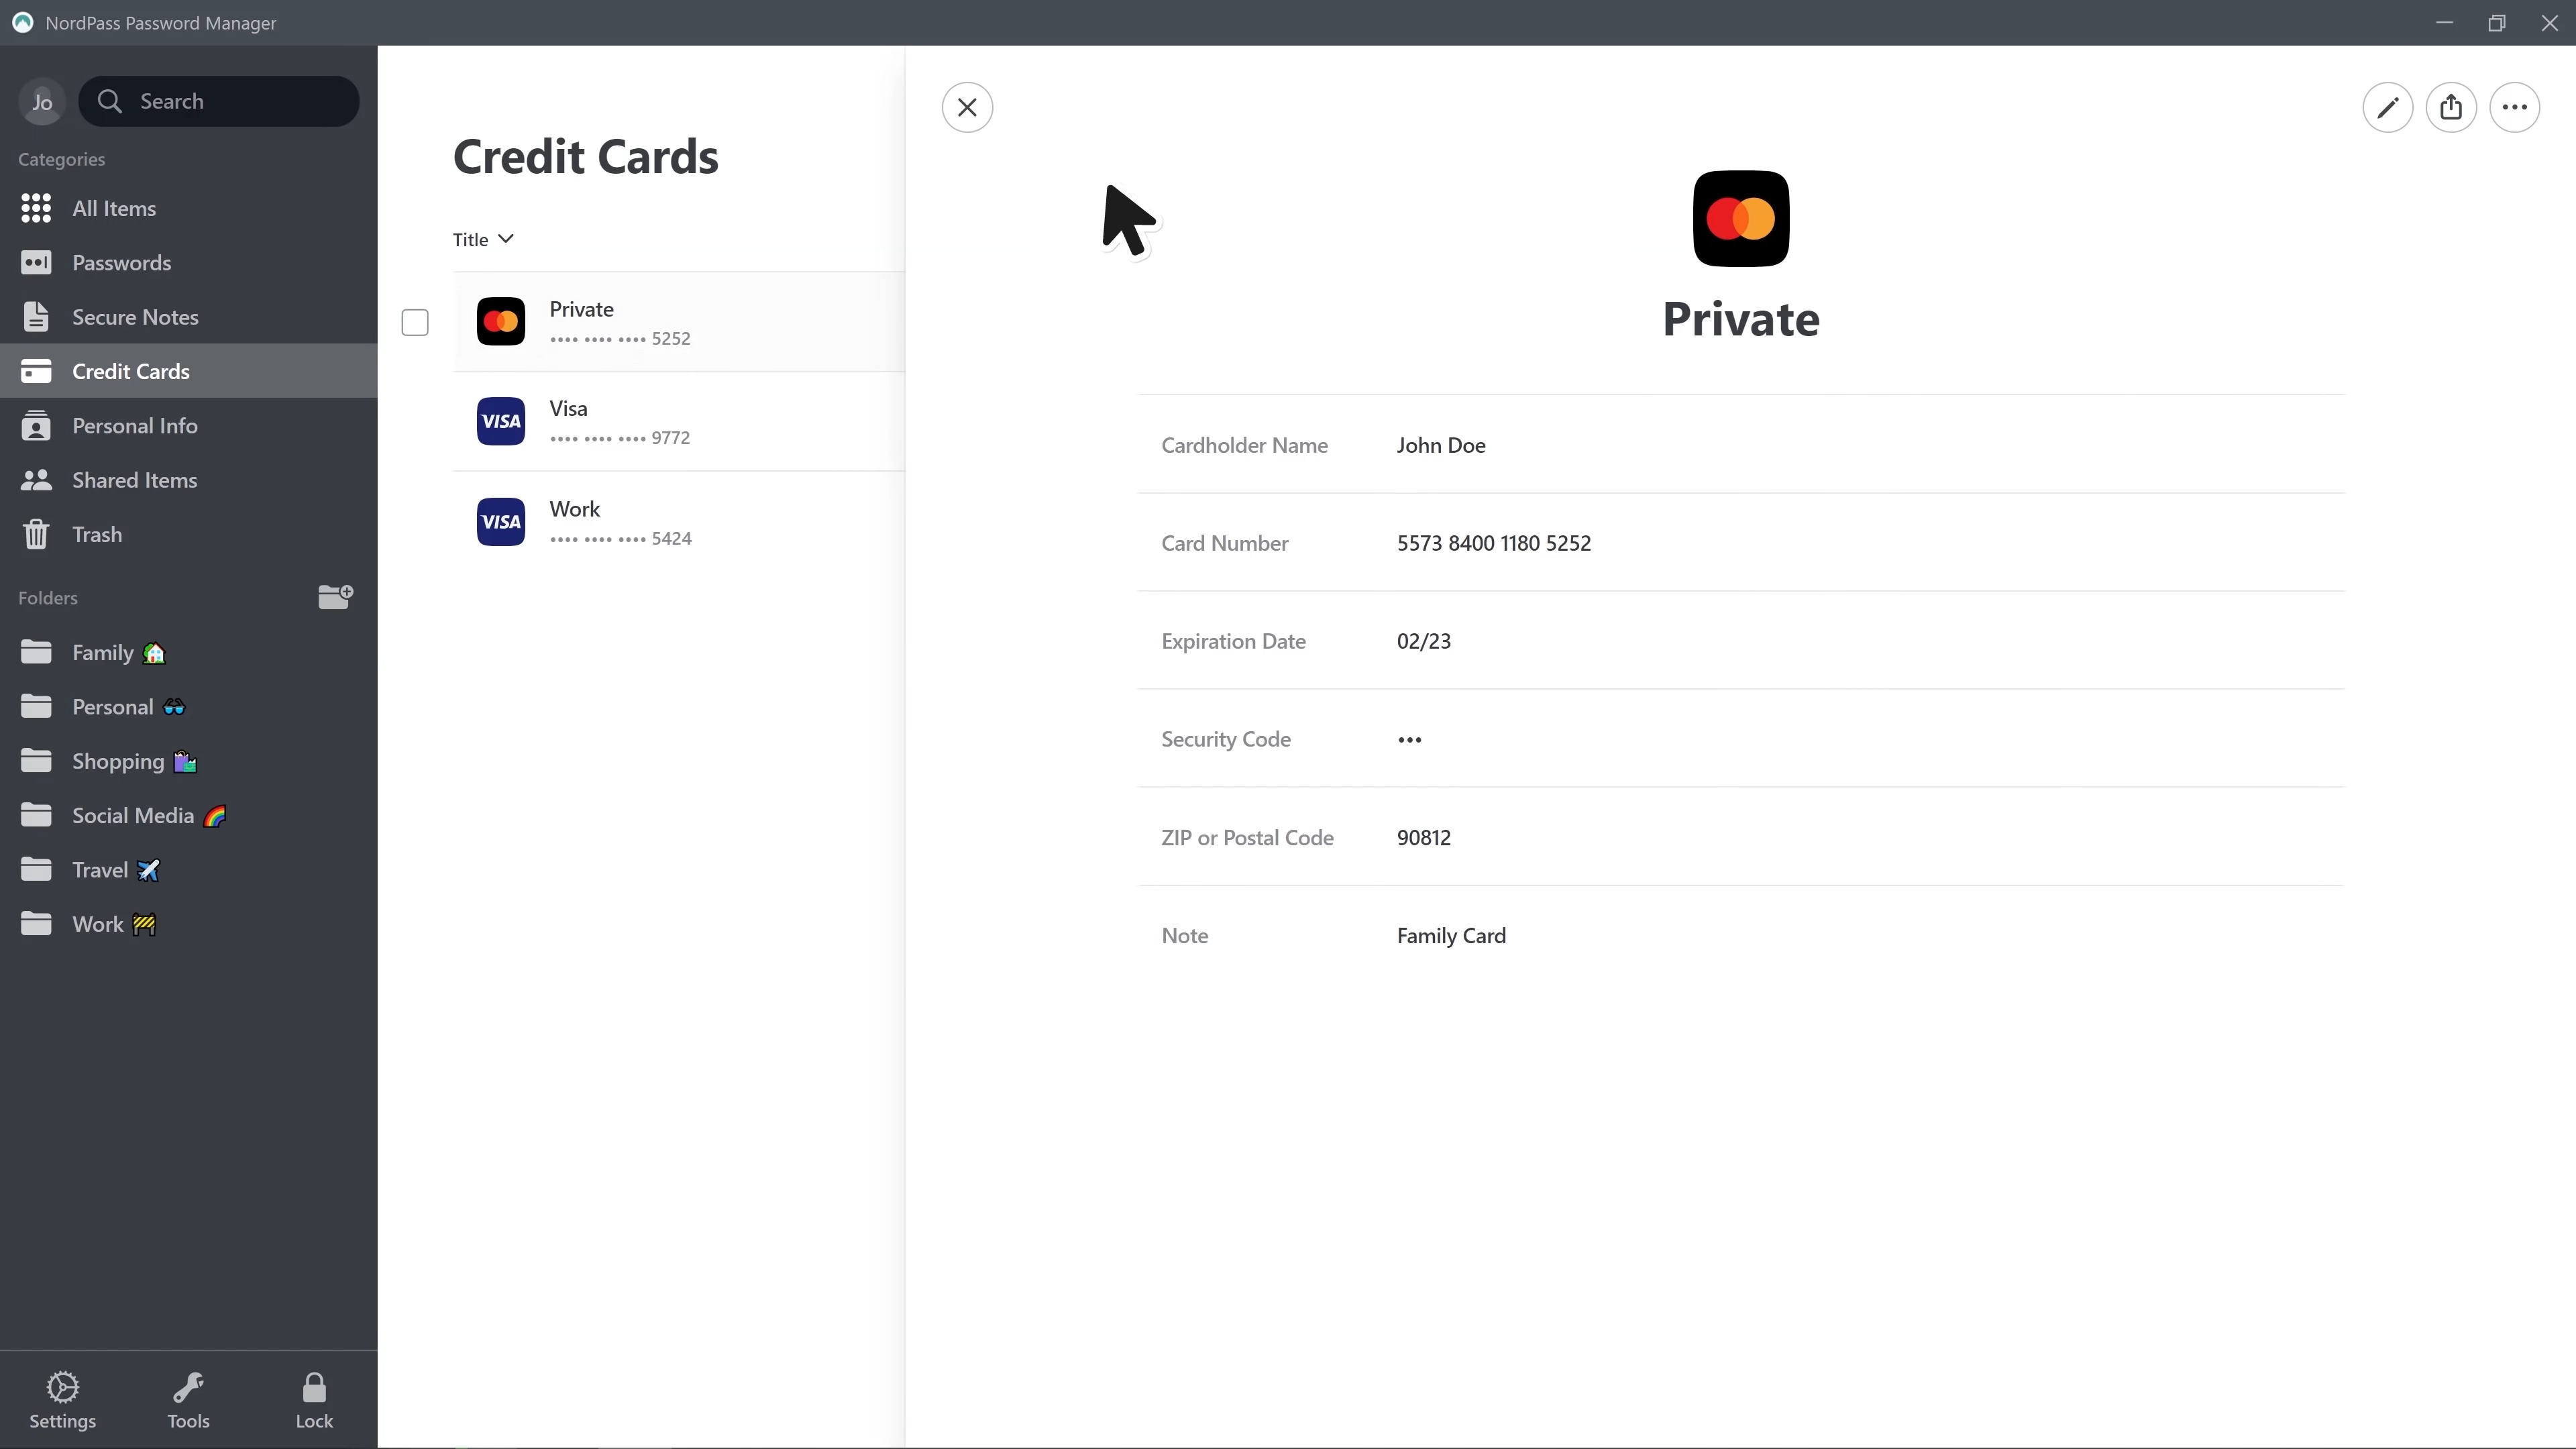 NordPass Password Manager
Jo
Search
Categories
All Items
Passwords
Secure Notes
Credit Cards
Personal Info
Shared Items
Trash
Folders
Family
Personal
Shopping
Social Media
Travel
Work
Settings
Tools
Lock
Credit Cards
Title
Private
•••• •••• •••• 5252
VISA
Visa
•••• •••• •••• 9772
VISA
Work
•••• •••• •••• 5424
Private
Cardholder Name John Doe
Card Number 5573 8400 1180 5252
Expiration Date 02/23
Security Code •••
ZIP or Postal Code 90812
Note Family Card